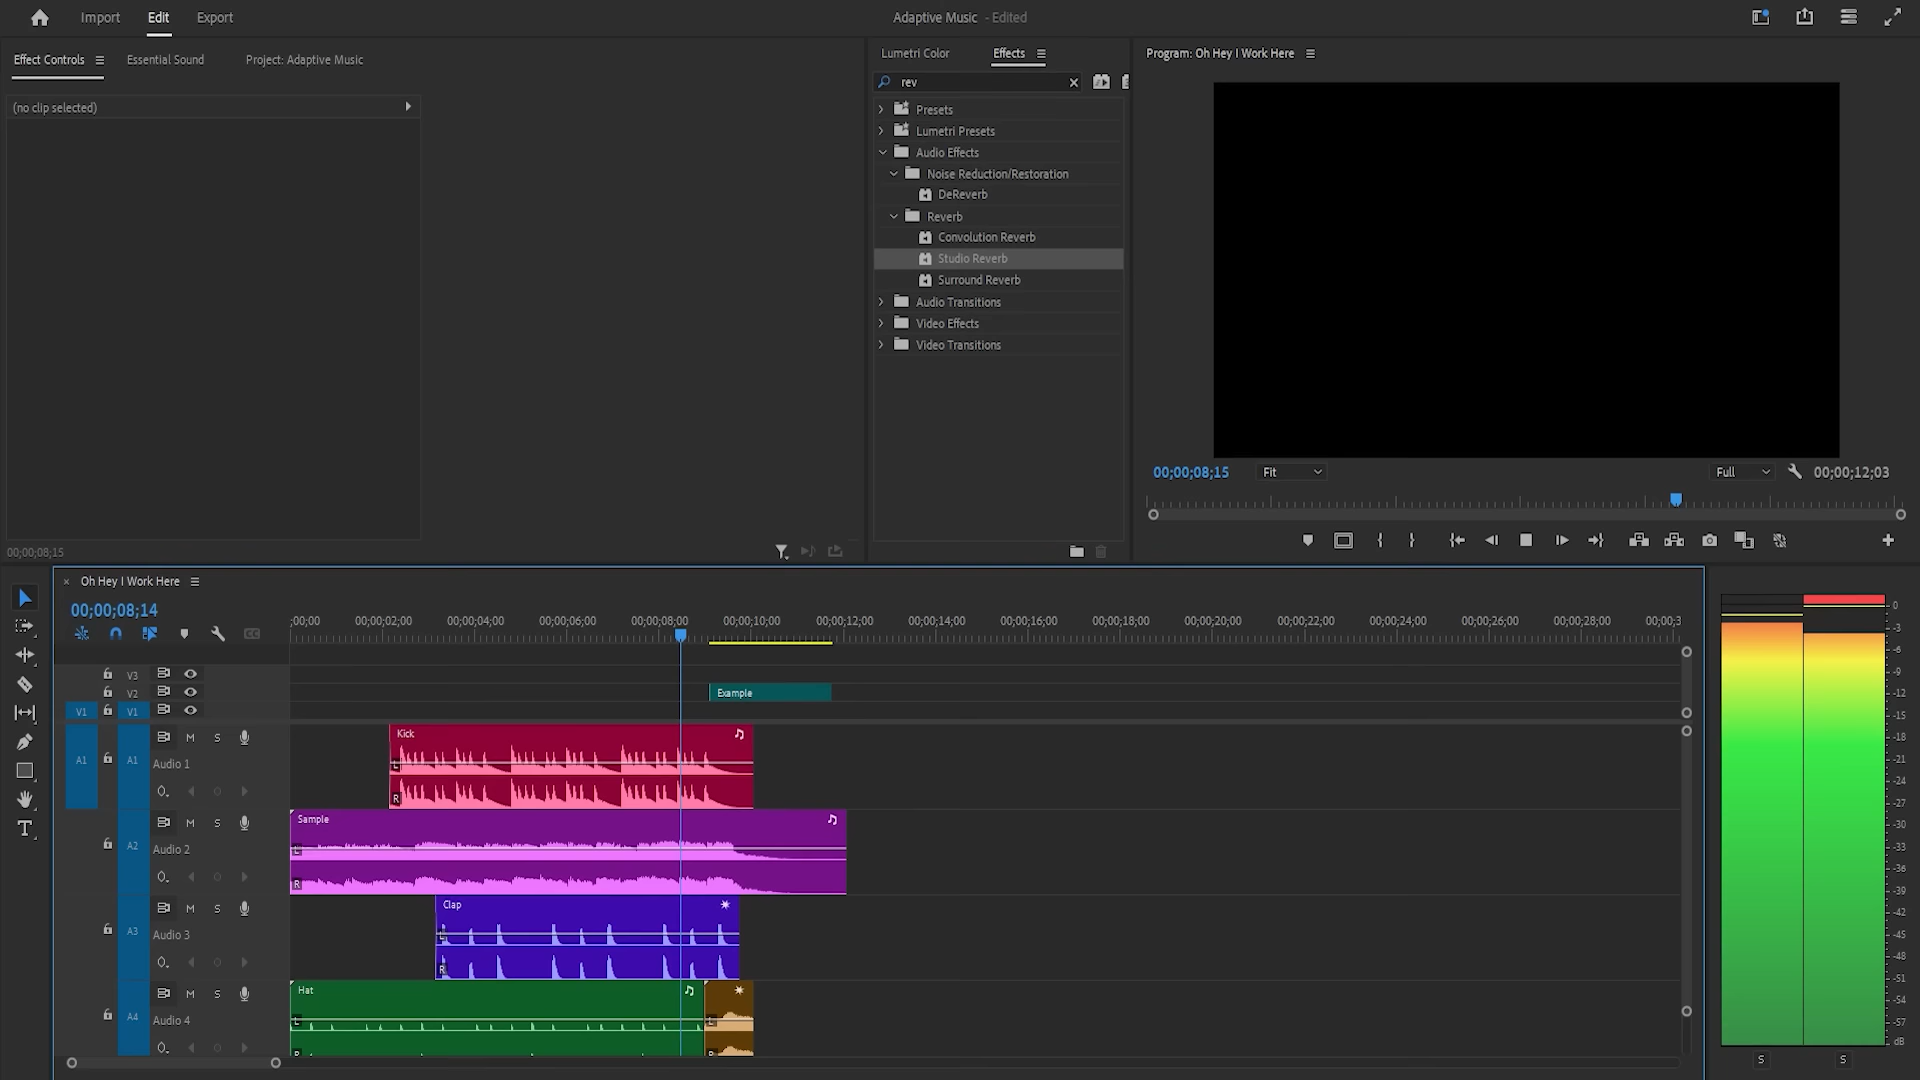 Import Edit Export
Adaptive Music - Edited
Effect Controls Essential Sound Project: Adaptive Music
(no clip selected)
00;00;08;15
Lumetri Color Effects
rev
Presets
Lumetri Presets
Audio Effects
Noise Reduction/Restoration
DeReverb
Reverb
Convolution Reverb
Studio Reverb
Surround Reverb
Audio Transitions
Video Effects
Video Transitions
Program: Oh Hey I Work Here
00;00;08;15 Fit Full 00;00;12;03
Oh Hey I Work Here
00;00;08;14
;00;00 00;00;02;00 00;00;04;00 00;00;06;00 00;00;08;00 00;00;10;00 00;00;12;00 00;00;14;00 00;00;16;00 00;00;18;00 00;00;20;00 00;00;22;00 00;00;24;00 00;00;26;00 00;00;28;00 00;00;3
V3
V2 Example
V1 V1
A1 A1 M S Audio 1
Kick
L
R
A2 M S Audio 2
Sample
L
R
A3 M S Audio 3
Clap
L
R
A4 M S Audio 4
Hat
L L
R R
0
-3
-6
-9
-12
-15
-18
-21
-24
-27
-30
-33
-36
-39
-42
-45
-48
-51
-54
-57
dB
S S